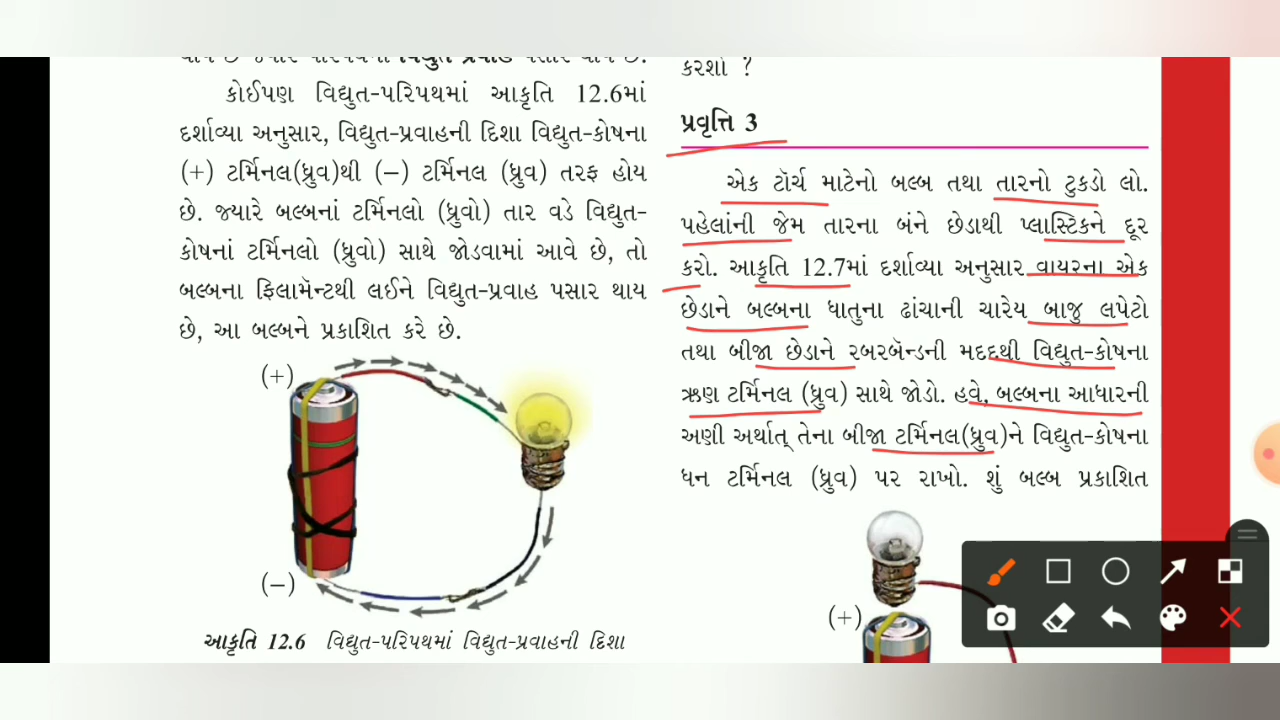 વિદ્યુત પ્રવાહ
કોઈપણ વિદ્યુત-પરિપથમાં આકૃતિ 12.6માં
દર્શાવ્યા અનુસાર, વિદ્યુત-પ્રવાહની દિશા વિદ્યુત-કોષના
(+) ટર્મિનલ(ધ્રુવ)થી (–) ટર્મિનલ (ધ્રુવ) તરફ હોય
છે. જ્યારે બલ્બનાં ટર્મિનલો (ધ્રુવો) તાર વડે વિદ્યુત-
કોષનાં ટર્મિનલો (ધ્રુવો) સાથે જોડવામાં આવે છે, તો
બલ્બના ફિલામૅન્ટથી લઈને વિદ્યુત-પ્રવાહ પસાર થાય
છે, આ બલ્બને પ્રકાશિત કરે છે.
(+)
(–)
આકૃતિ 12.6 વિદ્યુત-પરિપથમાં વિદ્યુત-પ્રવાહની દિશા
કરશો ?
પ્રવૃત્તિ 3
એક ટૉર્ચ માટેનો બલ્બ તથા તારનો ટુકડો લો.
પહેલાંની જેમ તારના બંને છેડાથી પ્લાસ્ટિકને દૂર
કરો. આકૃતિ 12.7માં દર્શાવ્યા અનુસાર વાયરના એક
છેડાને બલ્બના ધાતુના ઢાંચાની ચારેય બાજુ લપેટો
તથા બીજા છેડાને રબરબૅન્ડની મદદથી વિદ્યુત-કોષના
ઋણ ટર્મિનલ (ધ્રુવ) સાથે જોડો. હવે, બલ્બના આધારની
અણી અર્થાત્ તેના બીજા ટર્મિનલ(ધ્રુવ)ને વિદ્યુત-કોષના
ધન ટર્મિનલ (ધ્રુવ) પર રાખો. શું બલ્બ પ્રકાશિત
(+)